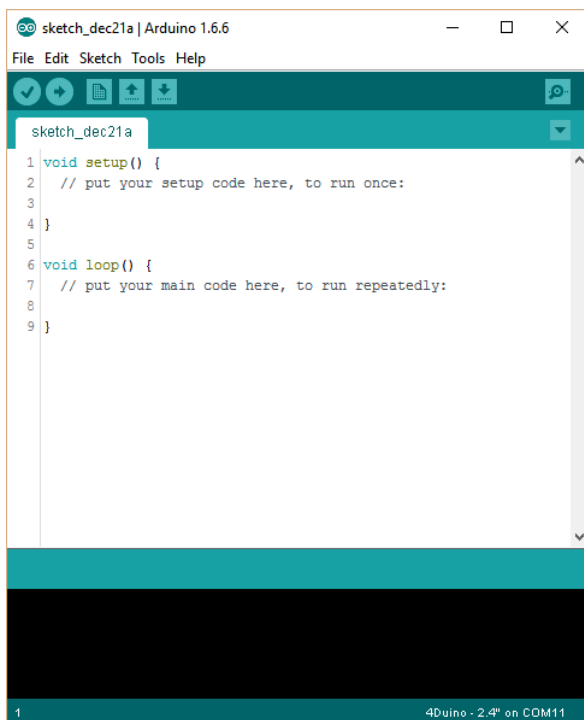 sketch_dec21a | Arduino 1.6.6
File Edit Sketch Tools Help
sketch_dec21a
1 void setup() {
2   // put your setup code here, to run once:
3
4 }
5
6 void loop() {
7   // put your main code here, to run repeatedly:
8
9 }
1 4Duino - 2.4" on COM11